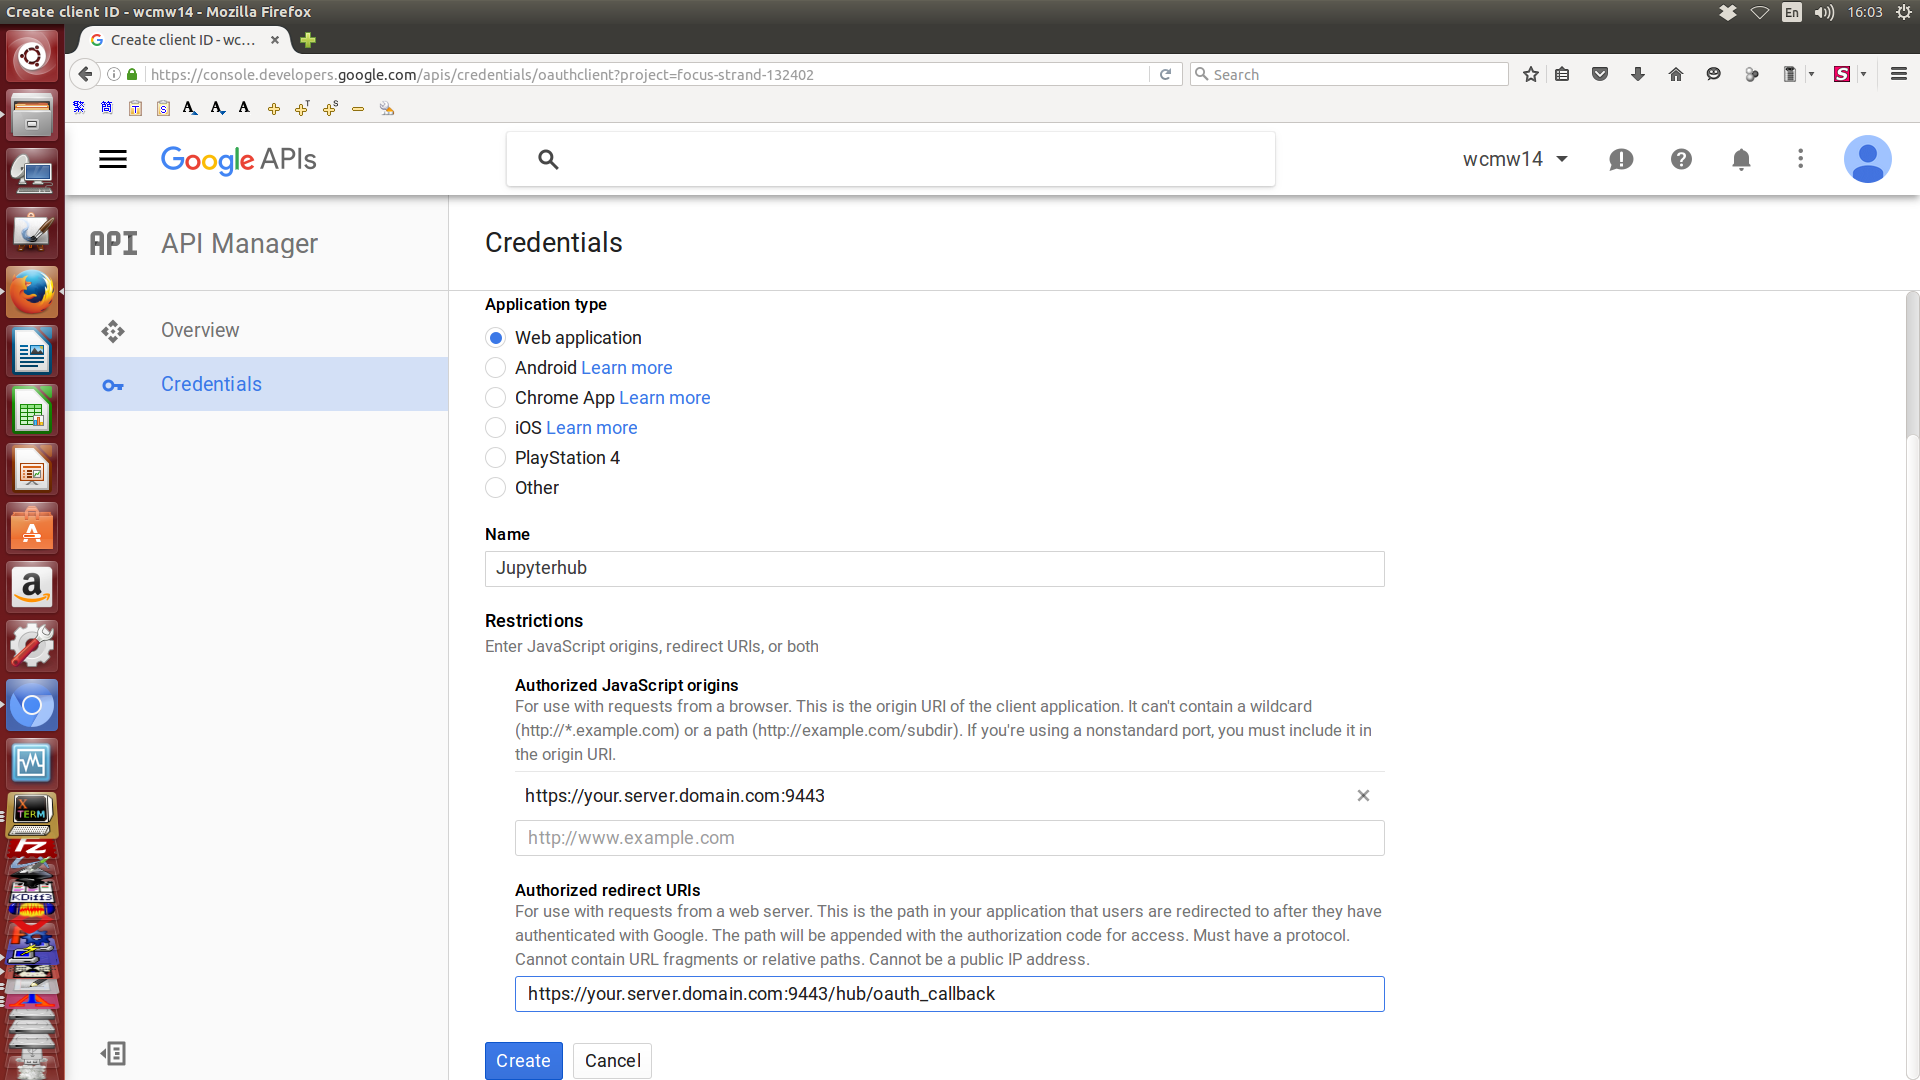 Create client ID - wcmw14 - Mozilla Firefox
En
16:03
Create client ID - wc...
https://console.developers.google.com/apis/credentials/oauthclient?project=focus-strand-132402
Search
Google APIs
wcmw14
API
API Manager
Credentials
Overview
Credentials
Application type
Web application
Android Learn more
Chrome App Learn more
iOS Learn more
PlayStation 4
Other
Name
Jupyterhub
Restrictions
Enter JavaScript origins, redirect URIs, or both
Authorized JavaScript origins
For use with requests from a browser. This is the origin URI of the client application. It can't contain a wildcard
(http://*.example.com) or a path (http://example.com/subdir). If you're using a nonstandard port, you must include it in
the origin URI.
https://your.server.domain.com:9443
http://www.example.com
Authorized redirect URIs
For use with requests from a web server. This is the path in your application that users are redirected to after they have
authenticated with Google. The path will be appended with the authorization code for access. Must have a protocol.
Cannot contain URL fragments or relative paths. Cannot be a public IP address.
https://your.server.domain.com:9443/hub/oauth_callback
Create
Cancel
X
TERM
FZ
KDiff3